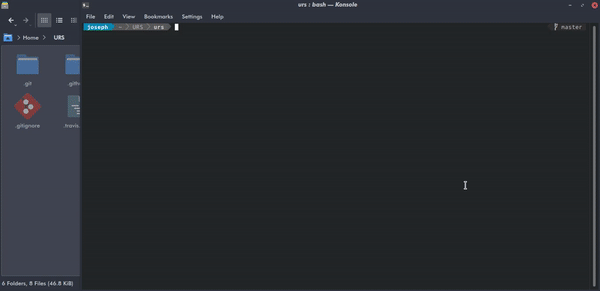 urs : bash — Konsole
File Edit View Bookmarks Settings Help
joseph ~ URS urs master
Home URS
.git
.gith
.gitignore
.travis.
6 Folders, 8 Files (46.8 KiB)